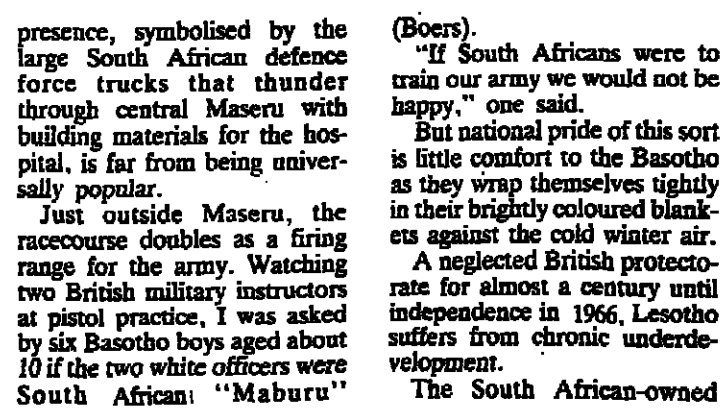 presence, symbolised by the
large South African defence
force trucks that thunder
through central Maseru with
building materials for the hos-
pital, is far from being univer-
sally popular.
Just outside Maseru, the
racecourse doubles as a firing
range for the army. Watching
two British military instructors
at pistol practice, I was asked
by six Basotho boys aged about
10 if the two white officers were
South African "Maburu"
(Boers).
"If South Africans were to
train our army we would not be
happy," one said.
But national pride of this sort
is little comfort to the Basotho
as they wrap themselves tightly
in their brightly coloured blank-
ets against the cold winter air.
A neglected British protecto-
rate for almost a century until
independence in 1966, Lesotho
suffers from chronic underde-
velopment.
The South African-owned